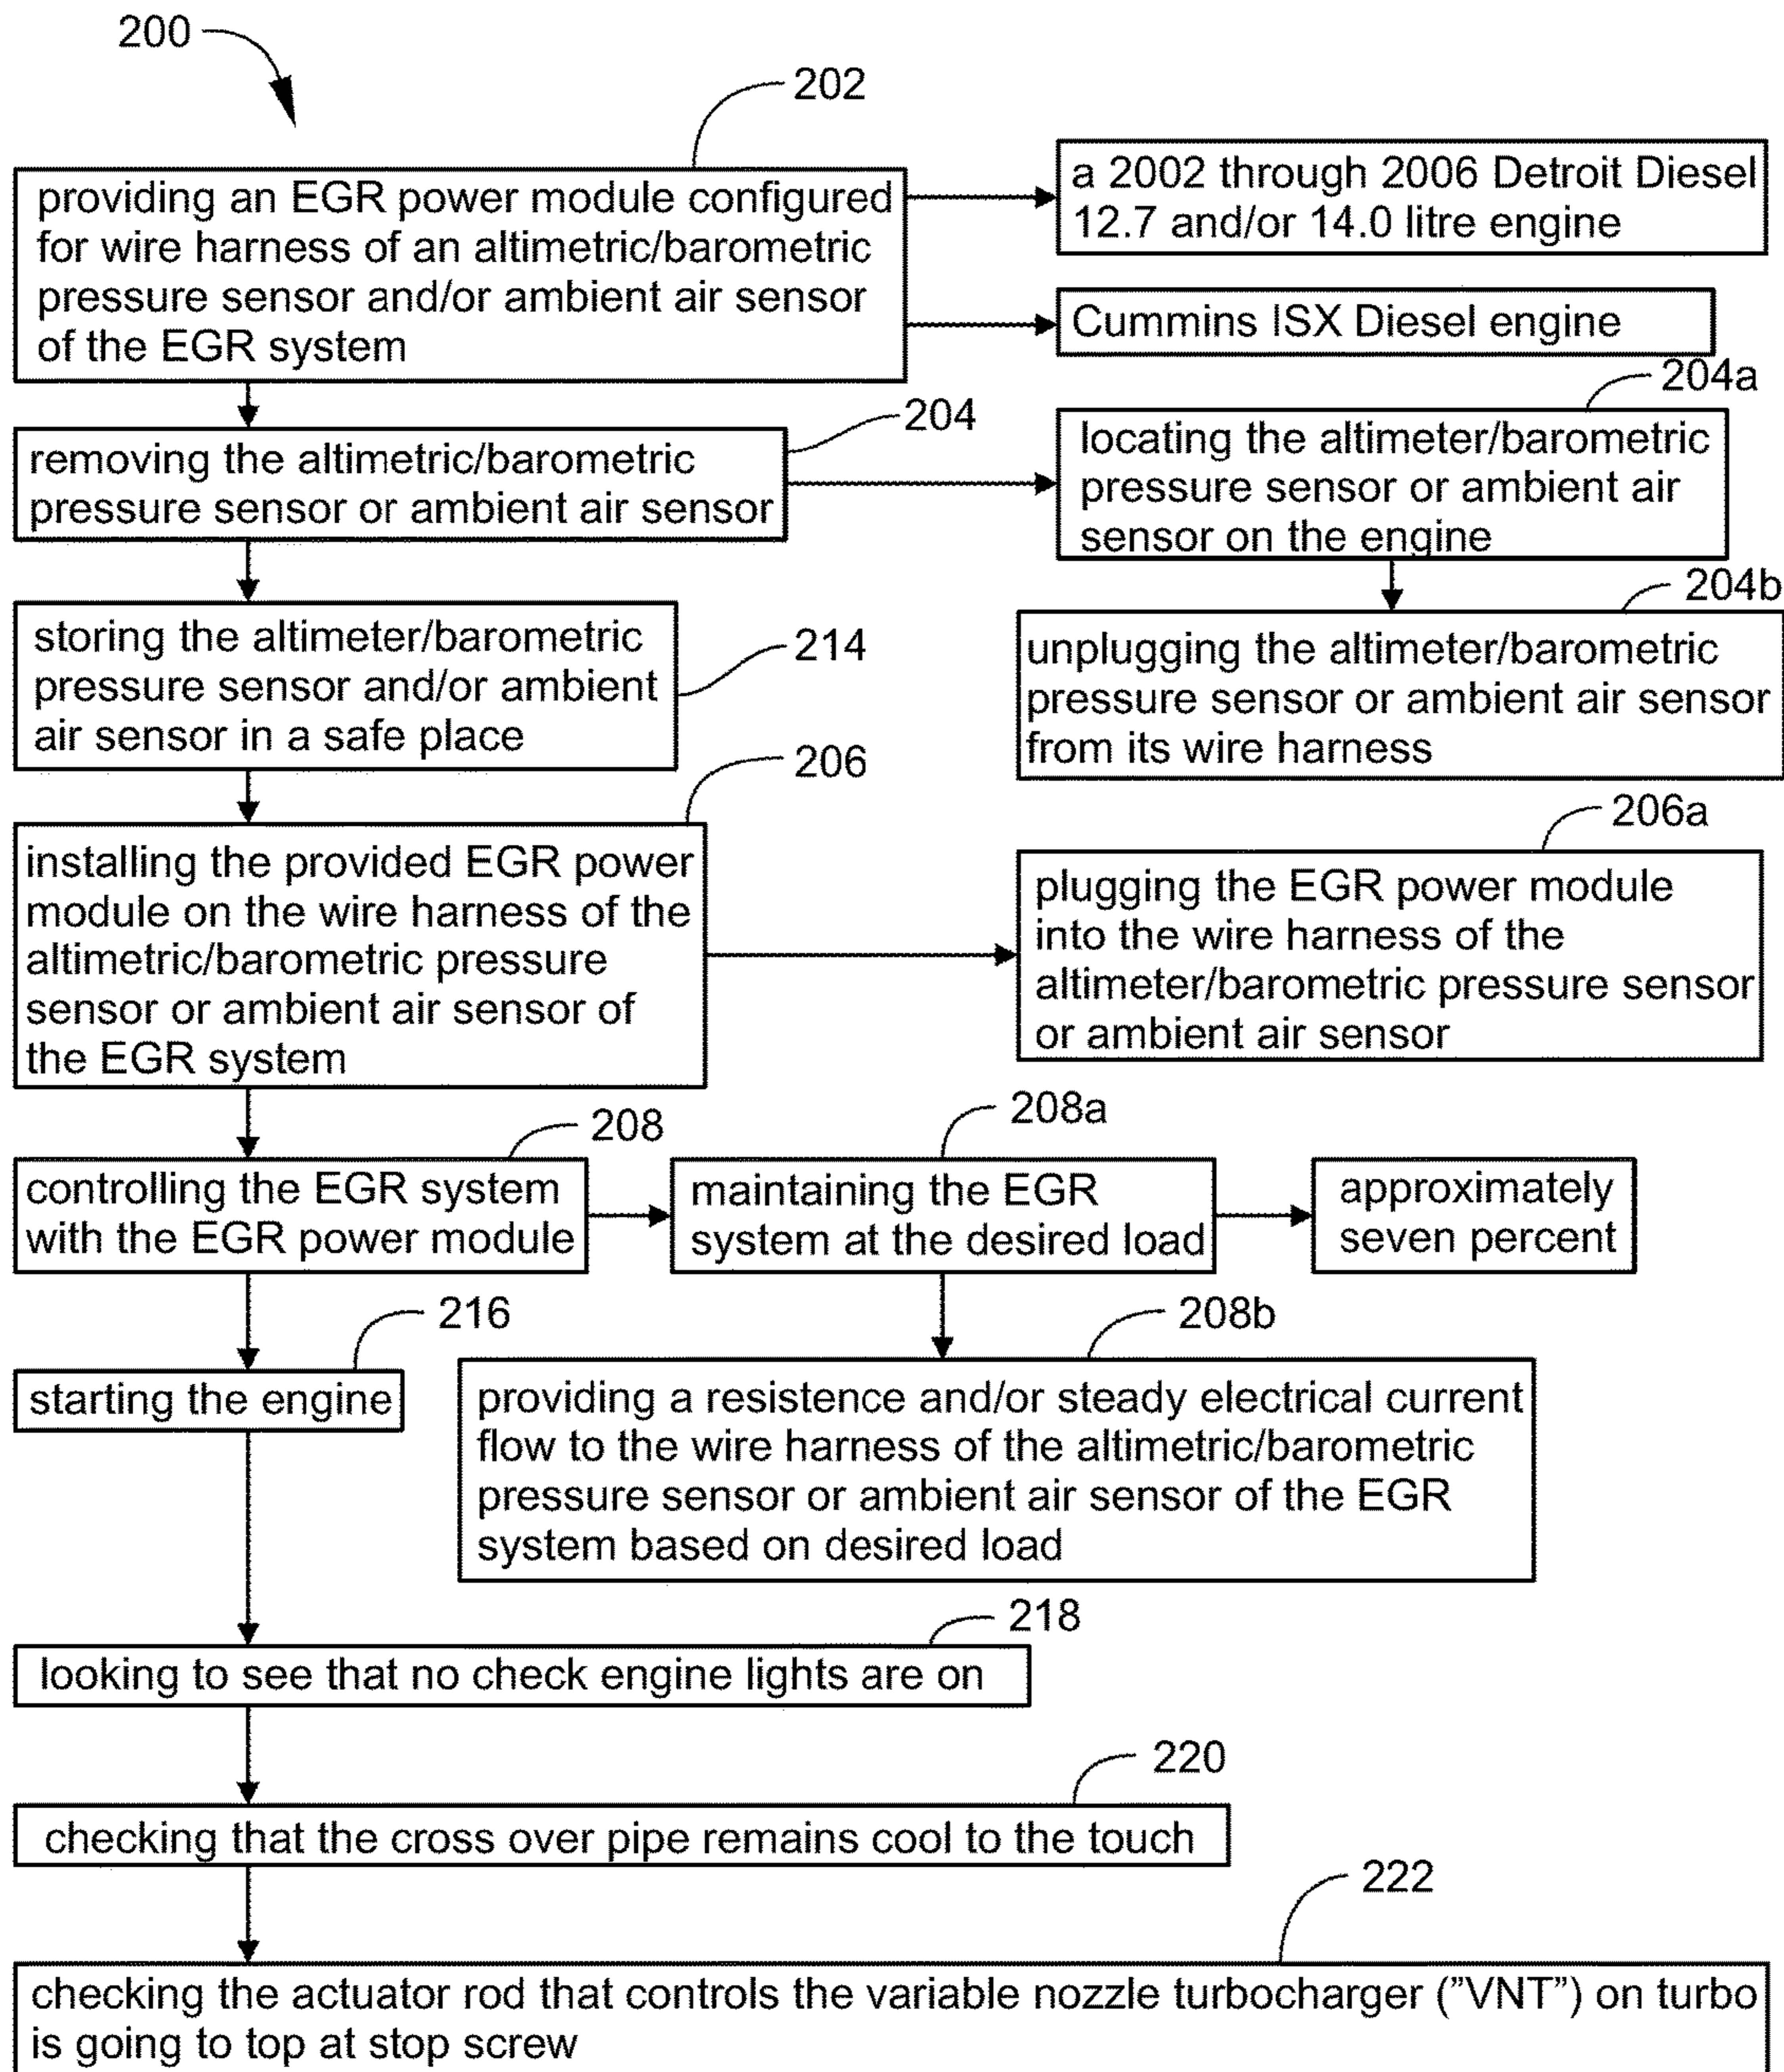 200
202
providing an EGR power module configured
for wire harness of an altimetric/barometric
pressure sensor and/or ambient air sensor
of the EGR system
a 2002 through 2006 Detroit Diesel
12.7 and/or 14.0 litre engine
Cummins ISX Diesel engine
204
removing the altimetric/barometric
pressure sensor or ambient air sensor
204a
locating the altimeter/barometric
pressure sensor or ambient air
sensor on the engine
204b
unplugging the altimeter/barometric
pressure sensor or ambient air sensor
from its wire harness
storing the altimeter/barometric
pressure sensor and/or ambient
air sensor in a safe place
214
206
installing the provided EGR power
module on the wire harness of the
altimetric/barometric pressure
sensor or ambient air sensor of
the EGR system
206a
plugging the EGR power module
into the wire harness of the
altimeter/barometric pressure sensor
or ambient air sensor
208
controlling the EGR system
with the EGR power module
208a
maintaining the EGR
system at the desired load
approximately
seven percent
216
starting the engine
208b
providing a resistence and/or steady electrical current
flow to the wire harness of the altimetric/barometric
pressure sensor or ambient air sensor of the EGR
system based on desired load
218
looking to see that no check engine lights are on
220
checking that the cross over pipe remains cool to the touch
222
checking the actuator rod that controls the variable nozzle turbocharger (”VNT”) on turbo
is going to top at stop screw